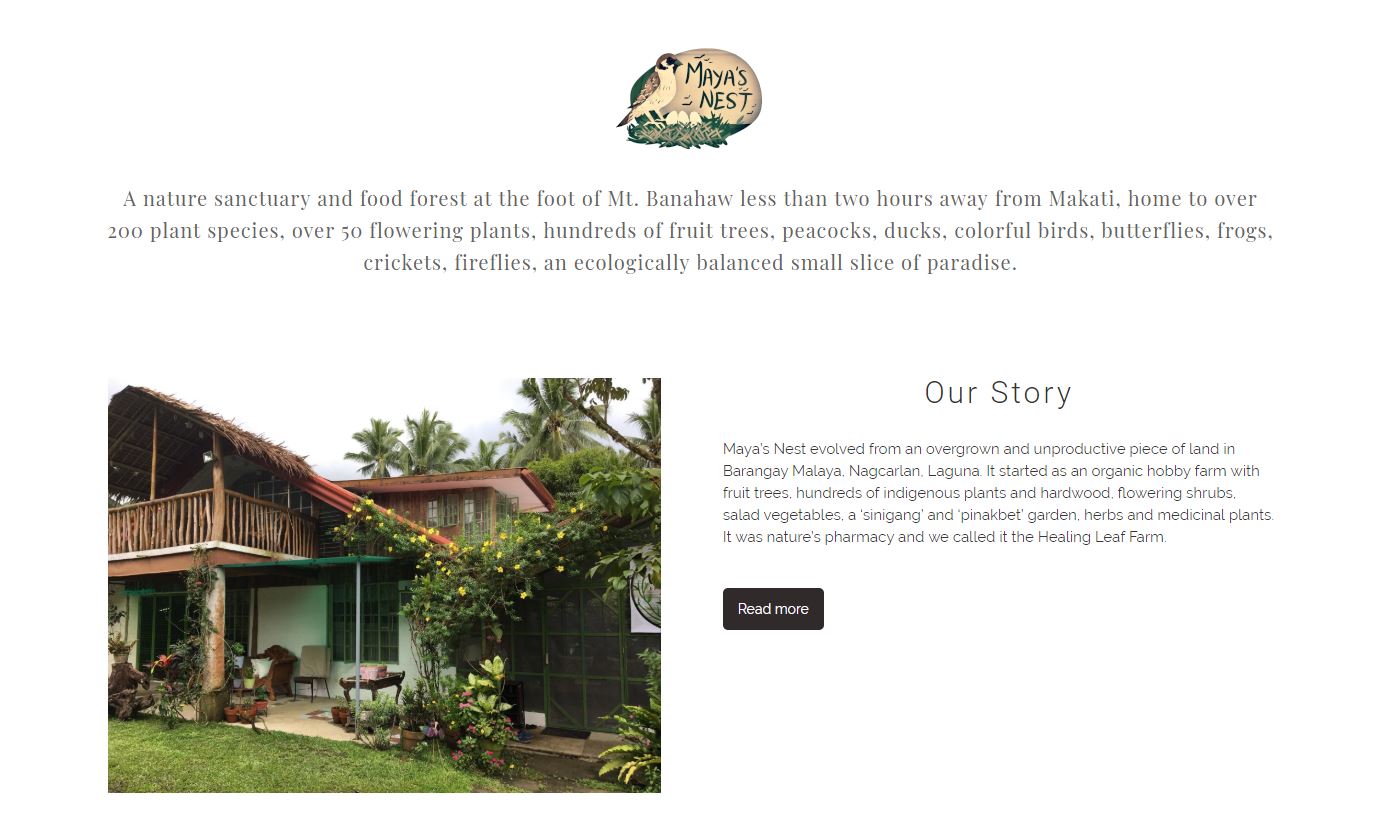 MAYA'S
NEST
A nature sanctuary and food forest at the foot of Mt. Banahaw less than two hours away from Makati, home to over
200 plant species, over 50 flowering plants, hundreds of fruit trees, peacocks, ducks, colorful birds, butterflies, frogs,
crickets, fireflies, an ecologically balanced small slice of paradise.
Our Story
Maya's Nest evolved from an overgrown and unproductive piece of land in
Barangay Malaya, Nagcarlan, Laguna. It started as an organic hobby farm with
fruit trees, hundreds of indigenous plants and hardwood, flowering shrubs,
salad vegetables, a 'sinigang' and 'pinakbet' garden, herbs and medicinal plants.
It was nature's pharmacy and we called it the Healing Leaf Farm.
Read more